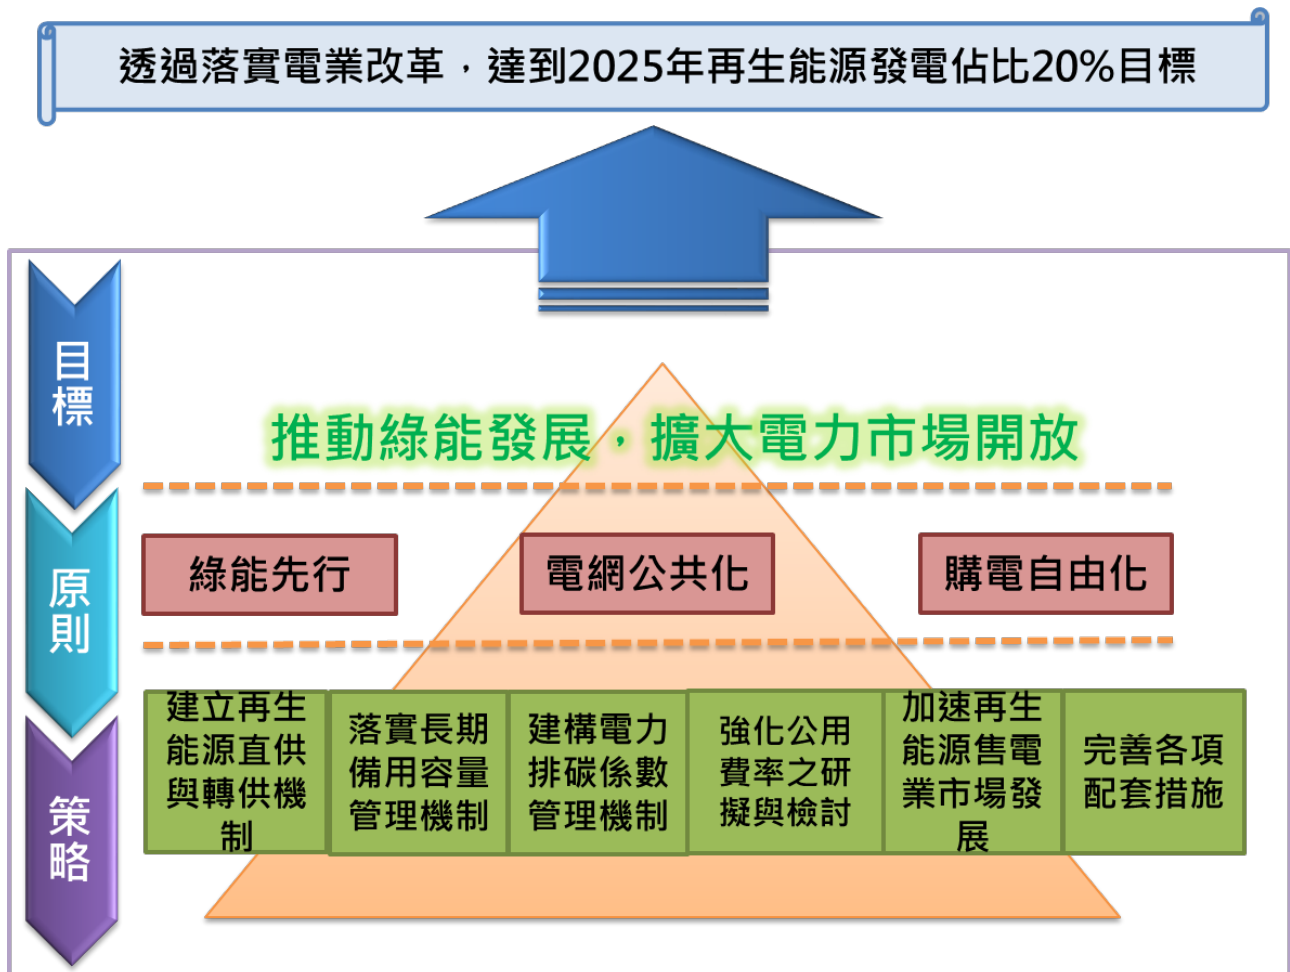 透過落實電業改革，達到2025年再生能源發電佔比20%目標
目標
推動綠能發展，擴大電力市場開放
原則
綠能先行
電網公共化
購電自由化
策略
建立再生
能源直供
與轉供機
制
落實長期
備用容量
管理機制
建構電力
排碳係數
管理機制
強化公用
費率之研
擬與檢討
加速再生
能源售電
業市場發
展
完善各項
配套措施